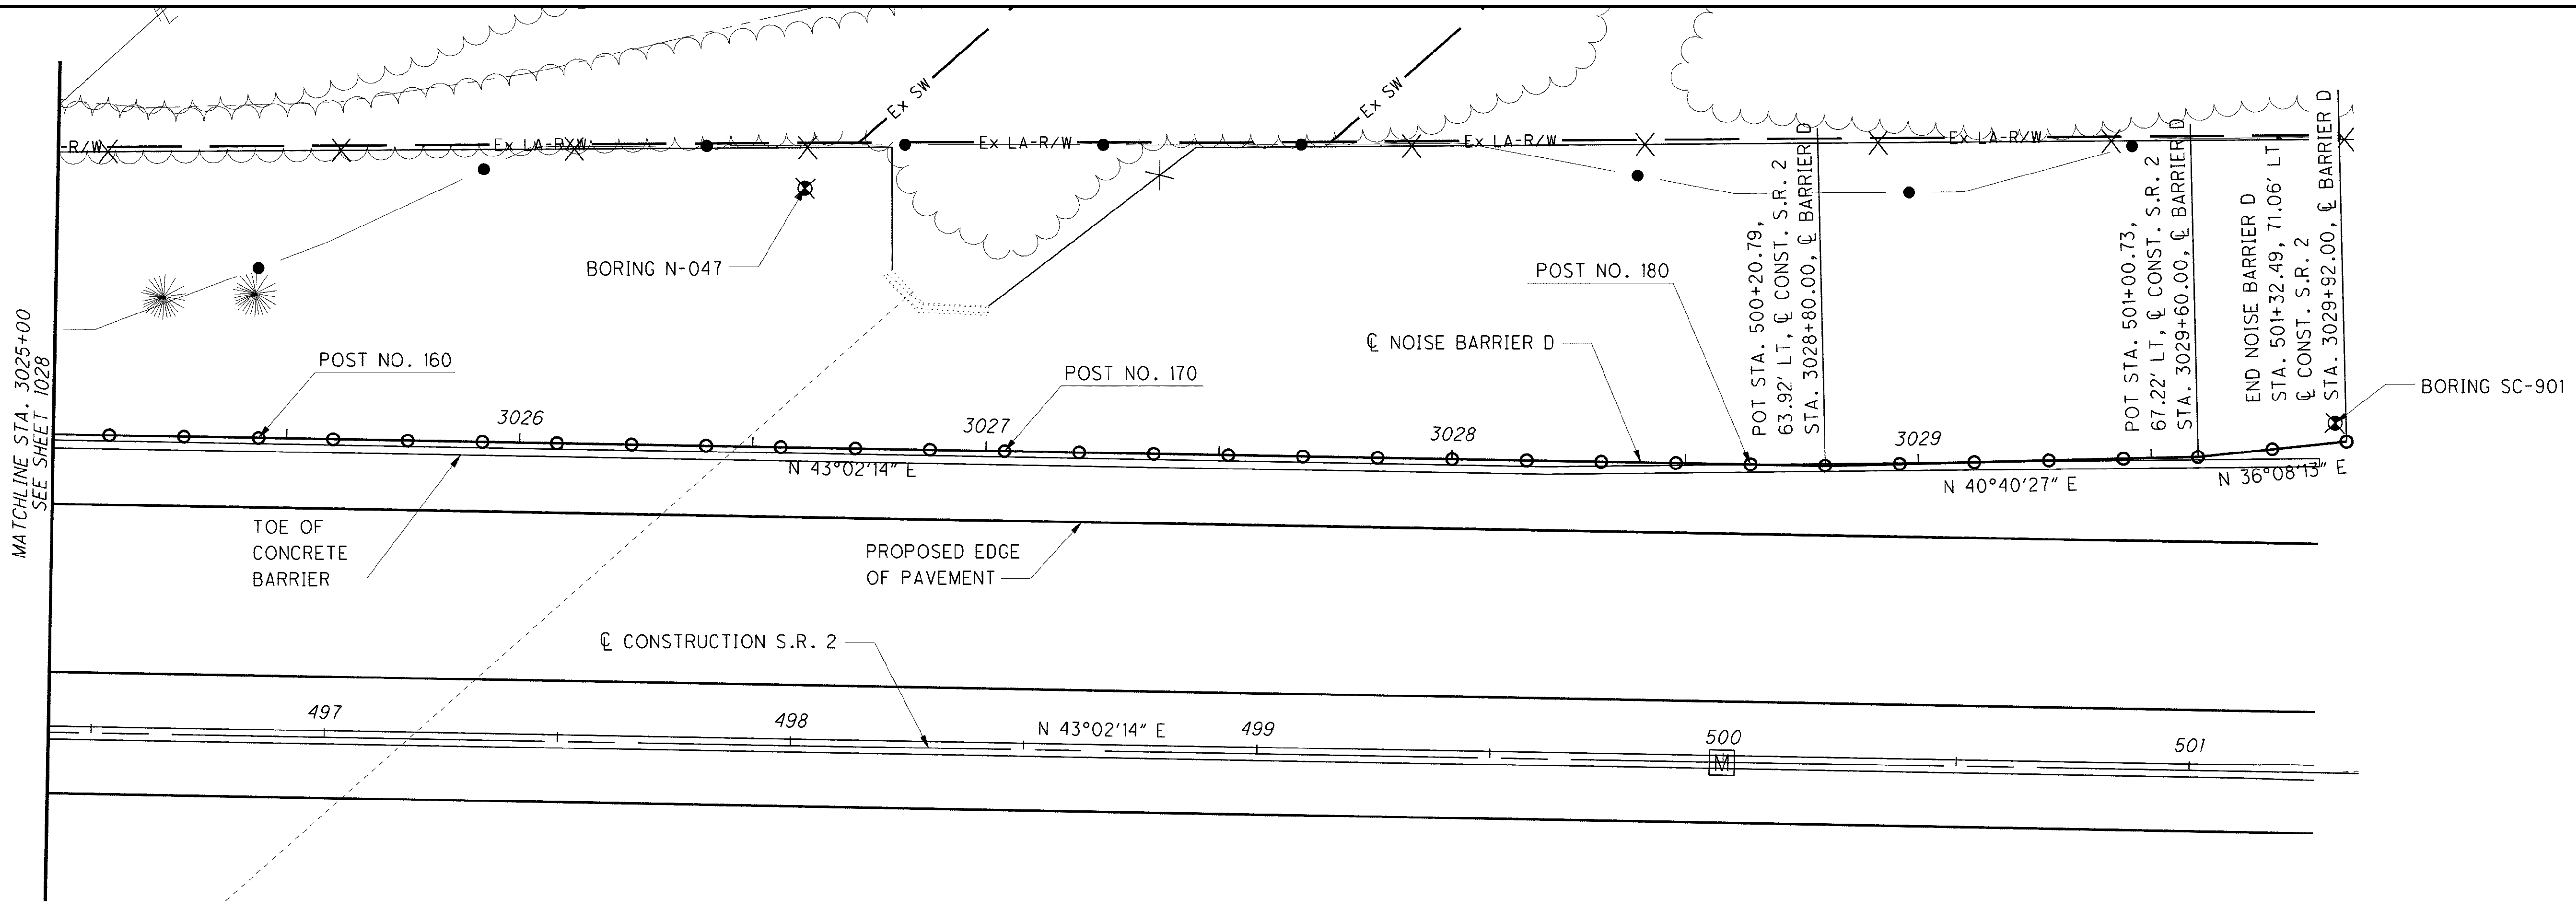 Ex SW
Ex SW
-R/W
Ex LA-R/W
Ex LA-R/W
Ex LA-R/W
Ex LA-R/W
BORING N-047
POST NO. 180
POT STA. 500+20.79,
63.92' LT, ℄ CONST. S.R. 2
STA. 3028+80.00, ℄ BARRIER D
POT STA. 501+00.73,
67.22' LT, ℄ CONST. S.R. 2
STA. 3029+60.00, ℄ BARRIER D
END NOISE BARRIER D
STA. 501+32.49, 71.06' LT,
℄ CONST. S.R. 2
STA. 3029+92.00, ℄ BARRIER D
MATCHLINE STA. 3025+00
SEE SHEET 1028
POST NO. 160
POST NO. 170
℄ NOISE BARRIER D
BORING SC-901
3026
3027
3028
3029
N 43°02'14" E
N 40°40'27" E
N 36°08'13" E
TOE OF
CONCRETE
BARRIER
PROPOSED EDGE
OF PAVEMENT
℄ CONSTRUCTION S.R. 2
497
498
N 43°02'14" E
499
500
501
M